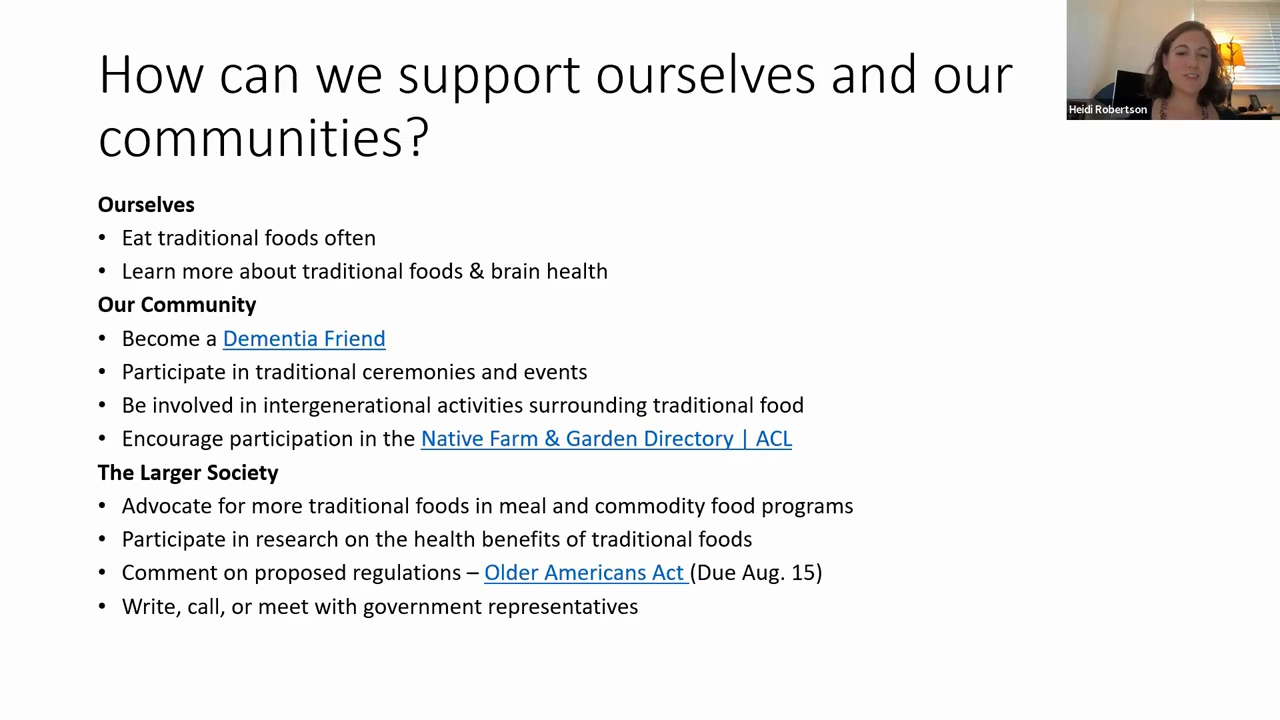 How can we support ourselves and our
communities?
Heidi Robertson
Ourselves
• Eat traditional foods often
• Learn more about traditional foods & brain health
Our Community
• Become a Dementia Friend
• Participate in traditional ceremonies and events
• Be involved in intergenerational activities surrounding traditional food
• Encourage participation in the Native Farm & Garden Directory | ACL
The Larger Society
• Advocate for more traditional foods in meal and commodity food programs
• Participate in research on the health benefits of traditional foods
• Comment on proposed regulations – Older Americans Act (Due Aug. 15)
• Write, call, or meet with government representatives